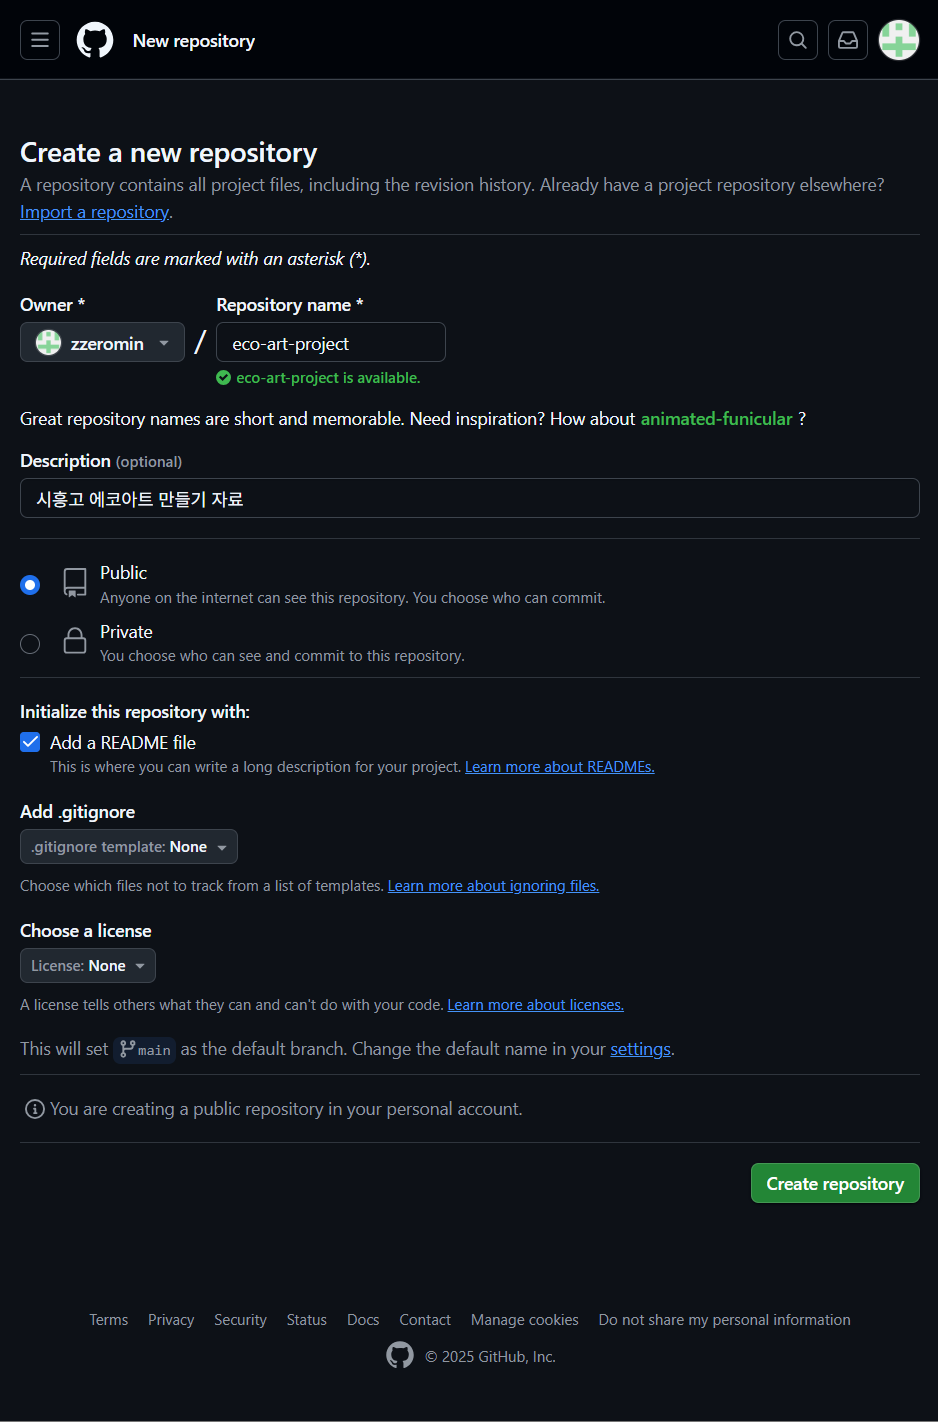 New repository
Create a new repository
A repository contains all project files, including the revision history. Already have a project repository elsewhere?
Import a repository.
Required fields are marked with an asterisk (*).
Owner * Repository name *
zzeromin / eco-art-project
eco-art-project is available.
Great repository names are short and memorable. Need inspiration? How about animated-funicular ?
Description (optional)
시흥고 에코아트 만들기 자료
Public
Anyone on the internet can see this repository. You choose who can commit.
Private
You choose who can see and commit to this repository.
Initialize this repository with:
Add a README file
This is where you can write a long description for your project. Learn more about READMEs.
Add .gitignore
.gitignore template: None
Choose which files not to track from a list of templates. Learn more about ignoring files.
Choose a license
License: None
A license tells others what they can and can't do with your code. Learn more about licenses.
This will set main as the default branch. Change the default name in your settings.
You are creating a public repository in your personal account.
Create repository
Terms Privacy Security Status Docs Contact Manage cookies Do not share my personal information
© 2025 GitHub, Inc.